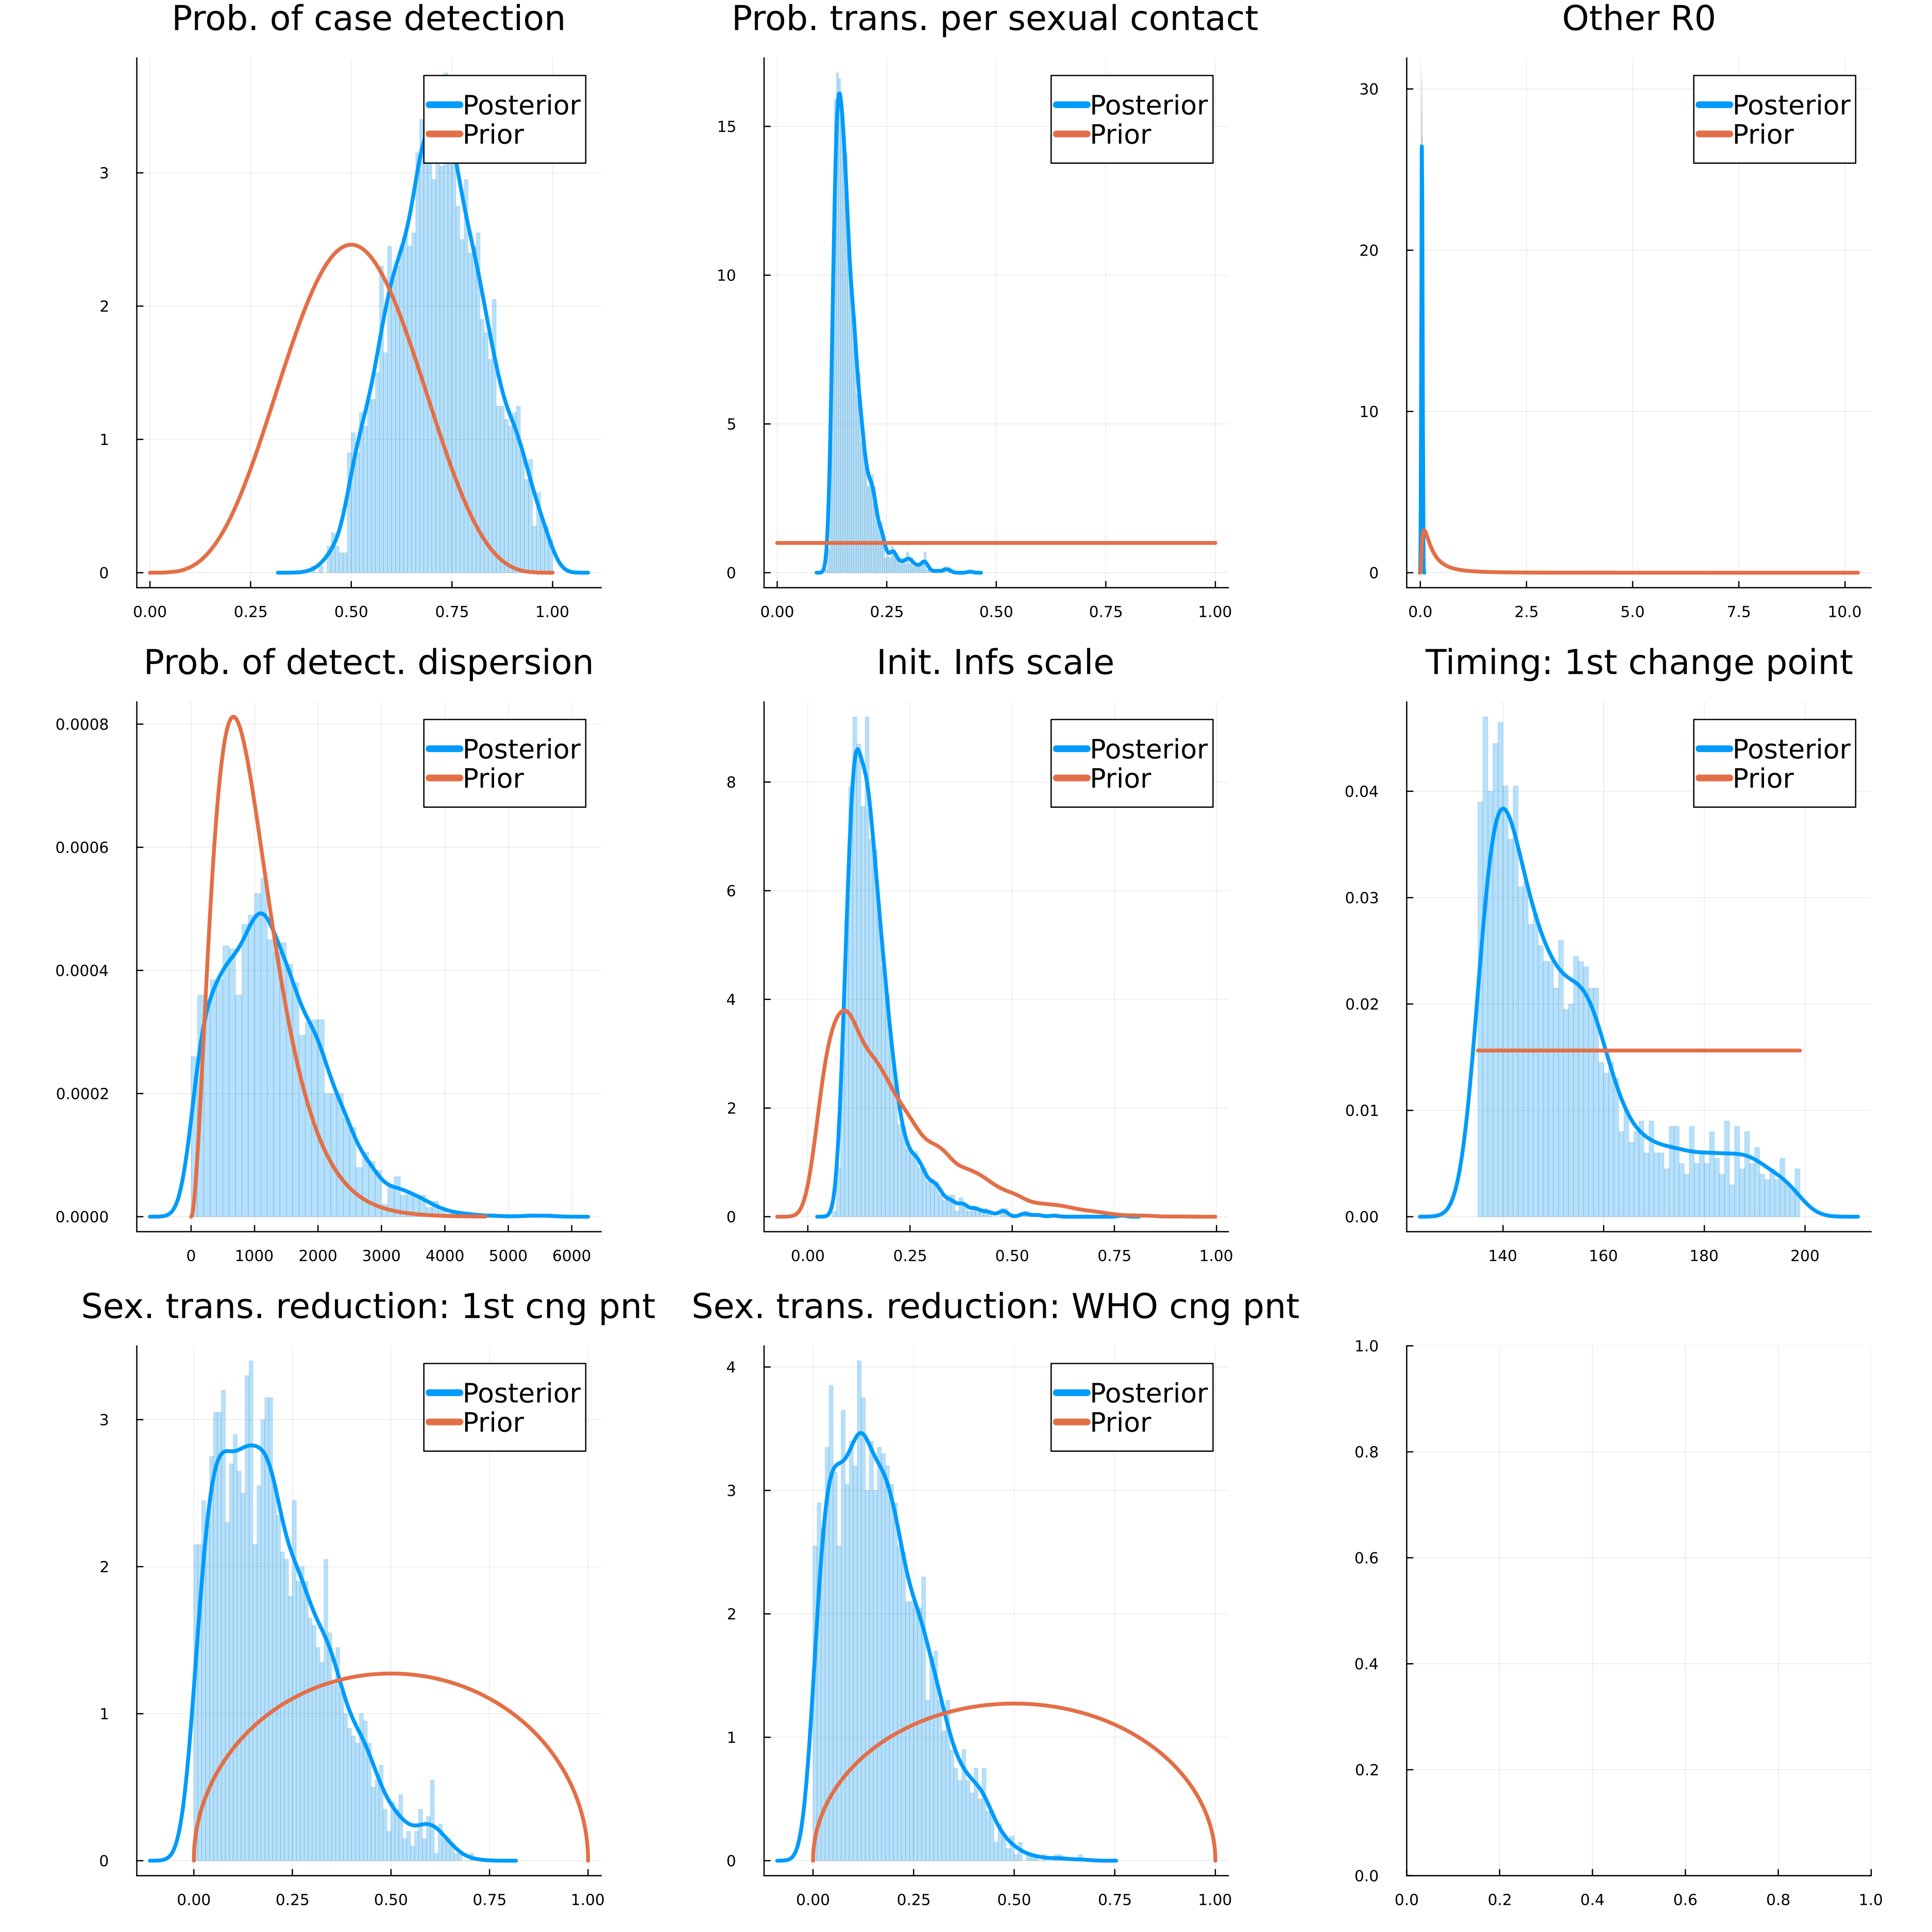 Prob. of case detection
Posterior
Prior
3
2
1
0
0.00 0.25 0.50 0.75 1.00
Prob. trans. per sexual contact
Posterior
Prior
15
10
5
0
0.00 0.25 0.50 0.75 1.00
Other R0
Posterior
Prior
30
20
10
0
0.0 2.5 5.0 7.5 10.0
Prob. of detect. dispersion
Posterior
Prior
0.0008
0.0006
0.0004
0.0002
0.0000
0 1000 2000 3000 4000 5000 6000
Init. Infs scale
Posterior
Prior
8
6
4
2
0
0.00 0.25 0.50 0.75 1.00
Timing: 1st change point
Posterior
Prior
0.04
0.03
0.02
0.01
0.00
140 160 180 200
Sex. trans. reduction: 1st cng pnt
Posterior
Prior
3
2
1
0
0.00 0.25 0.50 0.75 1.00
Sex. trans. reduction: WHO cng pnt
Posterior
Prior
4
3
2
1
0
0.00 0.25 0.50 0.75 1.00
1.0
0.8
0.6
0.4
0.2
0.0
0.0 0.2 0.4 0.6 0.8 1.0